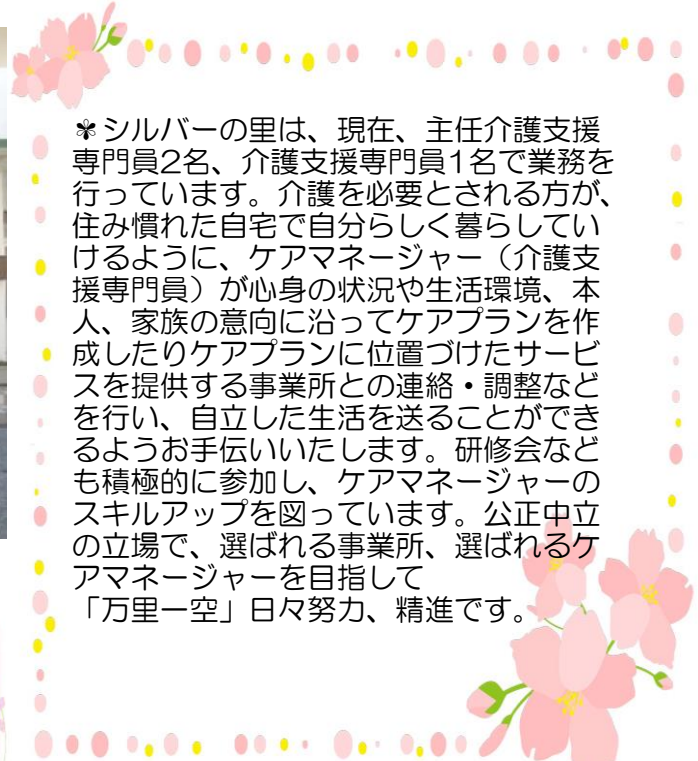 ✽シルバーの里は、現在、主任介護支援
専門員2名、介護支援専門員1名で業務を
行っています。介護を必要とされる方が、
住み慣れた自宅で自分らしく暮らしてい
けるように、ケアマネージャー（介護支
援専門員）が心身の状況や生活環境、本
人、家族の意向に沿ってケアプランを作
成したりケアプランに位置づけたサービ
スを提供する事業所との連絡・調整など
を行い、自立した生活を送ることができ
るようお手伝いいたします。研修会など
も積極的に参加し、ケアマネージャーの
スキルアップを図っています。公正中立
の立場で、選ばれる事業所、選ばれるケ
アマネージャーを目指して
「万里一空」日々努力、精進です。